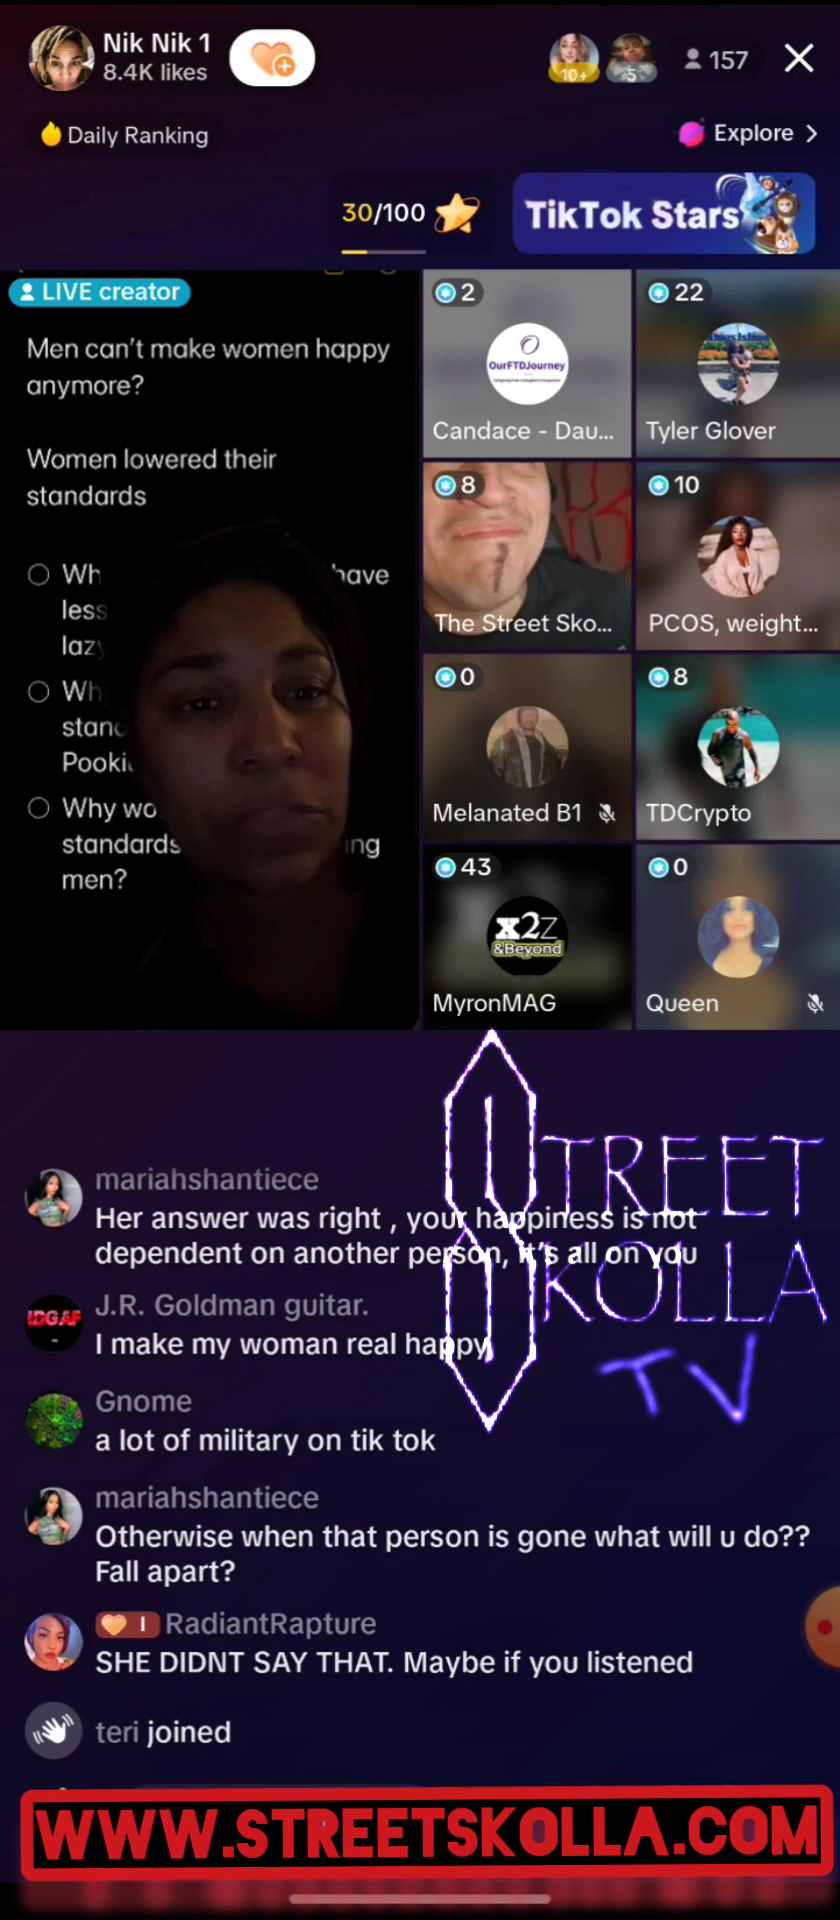 Nik Nik 1
8.4K likes
10+
5
157
Daily Ranking
Explore
30/100
TikTok Stars
LIVE creator
Men can't make women happy
anymore?
Women lowered their
standards
Wh have
less
lazy
Wh
stand
Pooki
Why wo
standards ing
men?
2
OurFTDJourney
Candace - Dau...
22
Tyler Glover
8
The Street Sko...
10
PCOS, weight...
0
Melanated B1
8
TDCrypto
43
x2z
&Beyond
MyronMAG
0
Queen
STREET
SKOLLA
TV
mariahshantiece
Her answer was right , your happiness is not
dependent on another person, it's all on you
J.R. Goldman guitar.
IDGAF
I make my woman real happy
Gnome
a lot of military on tik tok
mariahshantiece
Otherwise when that person is gone what will u do??
Fall apart?
I RadiantRapture
SHE DIDNT SAY THAT. Maybe if you listened
teri joined
WWW.STREETSKOLLA.COM